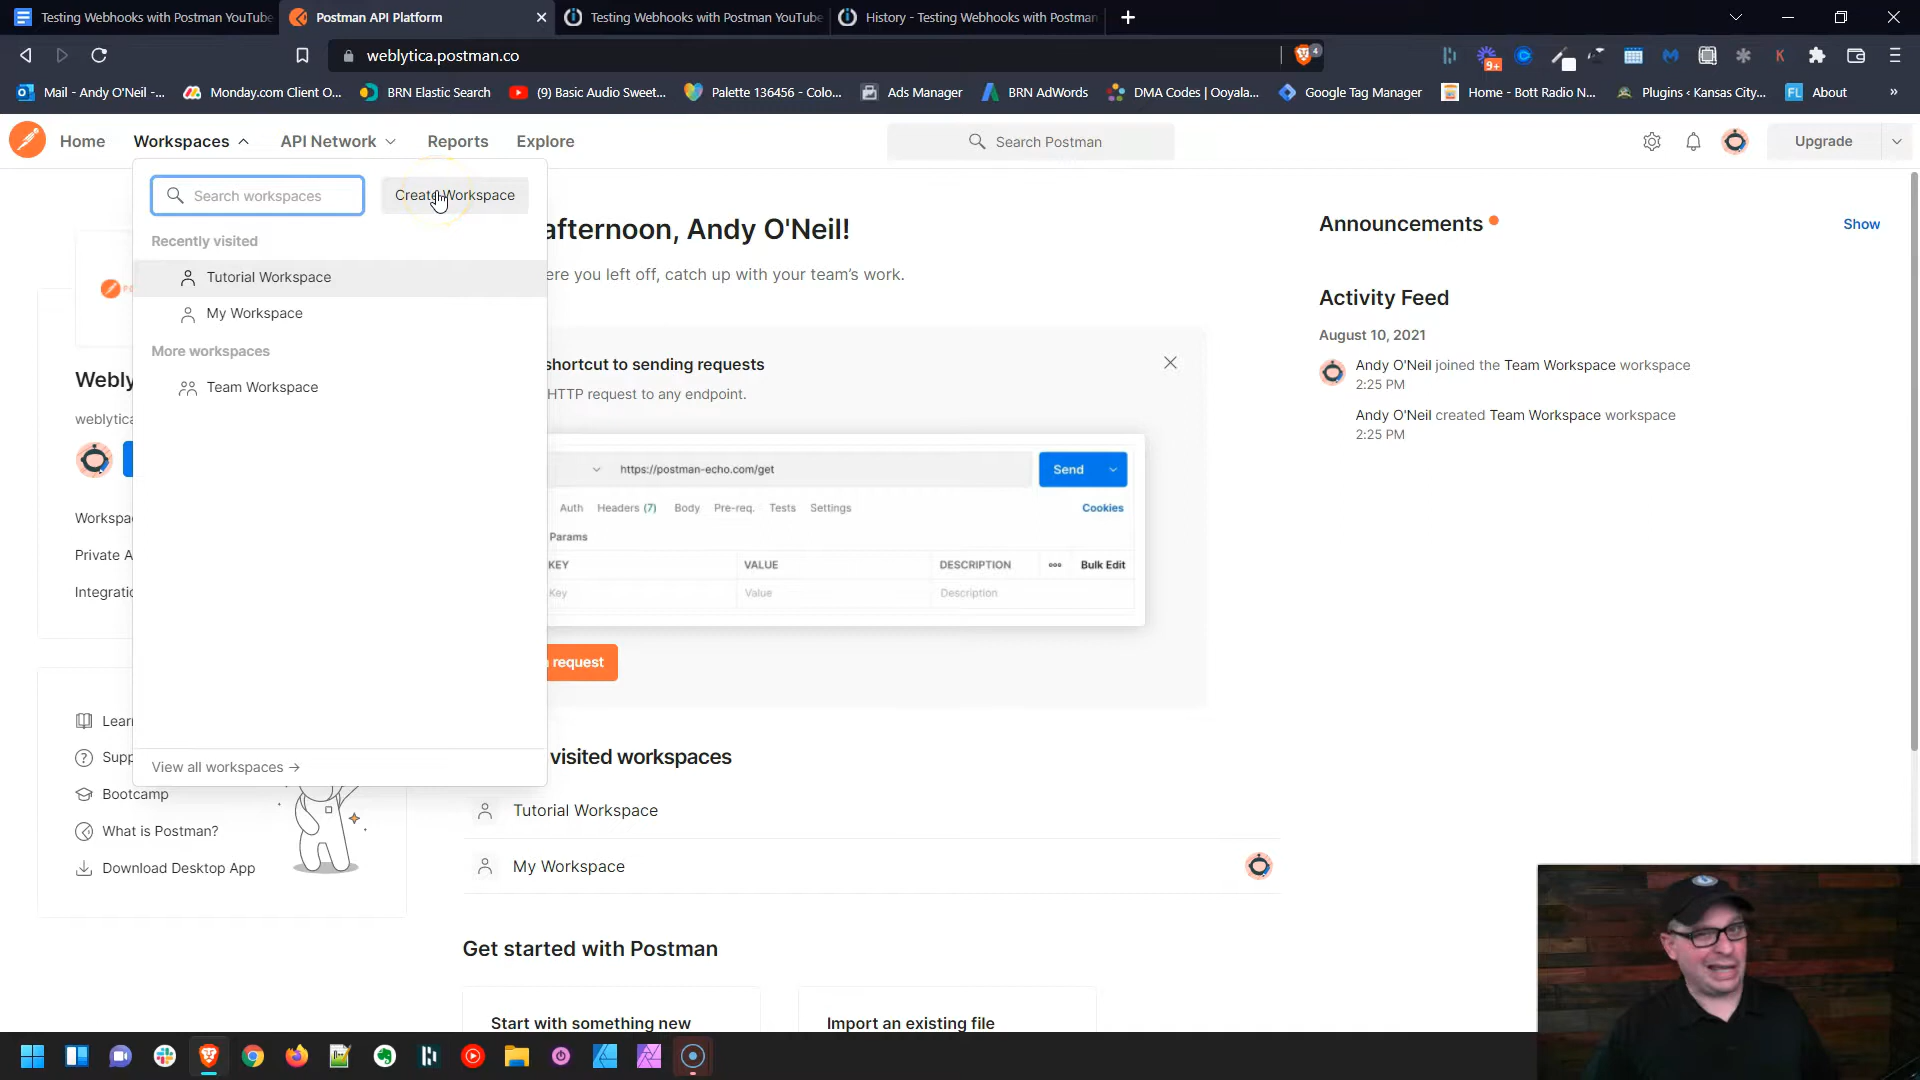 Testing Webhooks with Postman YouTube
Postman API Platform
Testing Webhooks with Postman YouTube
History - Testing Webhooks with Postman
weblytica.postman.co
4
9+
Mail - Andy O'Neil -...
Monday.com Client O...
BRN Elastic Search
(9) Basic Audio Sweet...
Palette 136456 - Colo...
Ads Manager
BRN AdWords
DMA Codes | Ooyala...
Google Tag Manager
Home - Bott Radio N...
Plugins ‹ Kansas City...
FL About
»
Home
Workspaces
API Network
Reports
Explore
Search Postman
Upgrade
Search workspaces
Create Workspace
Recently visited
Tutorial Workspace
My Workspace
More workspaces
Team Workspace
View all workspaces →
afternoon, Andy O'Neil!
ere you left off, catch up with your team's work.
Announcements
Show
Activity Feed
August 10, 2021
Andy O'Neil joined the Team Workspace workspace
2:25 PM
Andy O'Neil created Team Workspace workspace
2:25 PM
shortcut to sending requests
HTTP request to any endpoint.
https://postman-echo.com/get
Send
Auth
Headers (7)
Body
Pre-req.
Tests
Settings
Cookies
Params
KEY
VALUE
DESCRIPTION
Bulk Edit
Key
Value
Description
request
Webly
weblytica
Workspa
Private A
Integratio
Learn
Supp
Bootcamp
What is Postman?
Download Desktop App
visited workspaces
Tutorial Workspace
My Workspace
Get started with Postman
Start with something new
Import an existing file